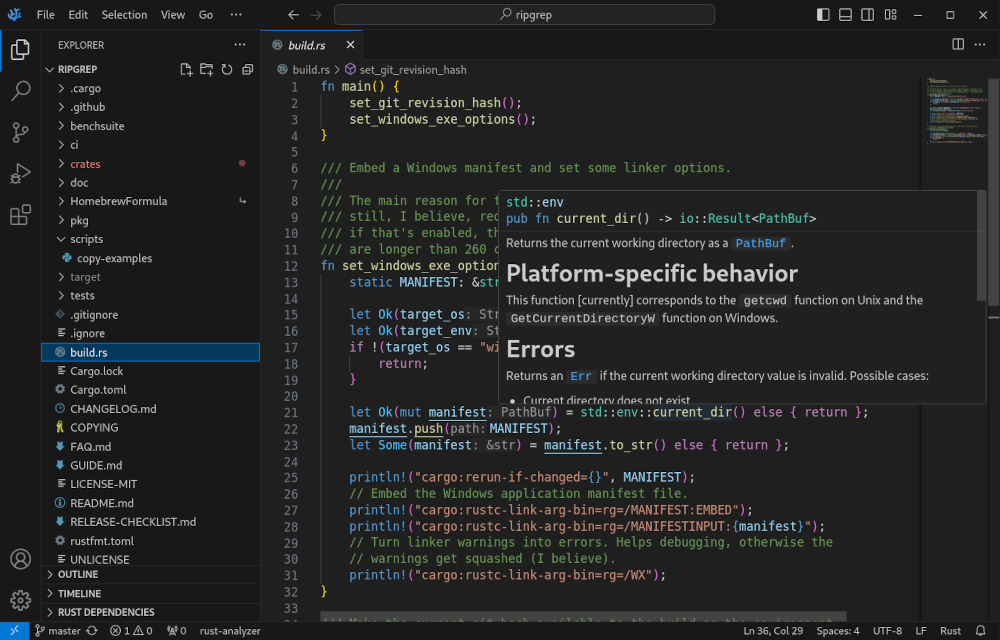 File Edit Selection View Go ··· ripgrep
EXPLORER ···
RIPGREP
.cargo
.github
benchsuite
ci
crates
doc
HomebrewFormula
pkg
scripts
copy-examples
target
tests
.gitignore
.ignore
build.rs
Cargo.lock
Cargo.toml
CHANGELOG.md
COPYING
FAQ.md
GUIDE.md
LICENSE-MIT
README.md
RELEASE-CHECKLIST.md
rustfmt.toml
UNLICENSE
OUTLINE
TIMELINE
RUST DEPENDENCIES
build.rs
build.rs > set_git_revision_hash
1 fn main() {
2 set_git_revision_hash();
3 set_windows_exe_options();
4 }
5
6 /// Embed a Windows manifest and set some linker options.
7 ///
8 /// The main reason for
9 /// still, I believe,
10 /// if that's enabled,
11 /// are longer than 260
12 fn set_windows_exe_option
13 static MANIFEST: &str
14
15 let Ok(target_os: Str
16 let Ok(target_env: St
17 if !(target_os == "wi
18 return;
19 }
20
21 let Ok(mut manifest: PathBuf) = std::env::current_dir() else { return };
22 manifest.push(path: MANIFEST);
23 let Some(manifest: &str) = manifest.to_str() else { return };
24
25 println!("cargo:rerun-if-changed={}", MANIFEST);
26 // Embed the Windows application manifest file.
27 println!("cargo:rustc-link-arg-bin=rg=/MANIFEST:EMBED");
28 println!("cargo:rustc-link-arg-bin=rg=/MANIFESTINPUT:{manifest}");
29 // Turn linker warnings into errors. Helps debugging, otherwise the
30 // warnings get squashed (I believe).
31 println!("cargo:rustc-link-arg-bin=rg=/WX");
32 }
33
std::env
pub fn current_dir() -> io::Result<PathBuf>
Returns the current working directory as a PathBuf.
Platform-specific behavior
This function [currently] corresponds to the getcwd function on Unix and the
GetCurrentDirectoryW function on Windows.
Errors
Returns an Err if the current working directory value is invalid. Possible cases:
• Current directory does not exist
master 1 0 0 rust-analyzer Ln 36, Col 29 Spaces: 4 UTF-8 LF Rust